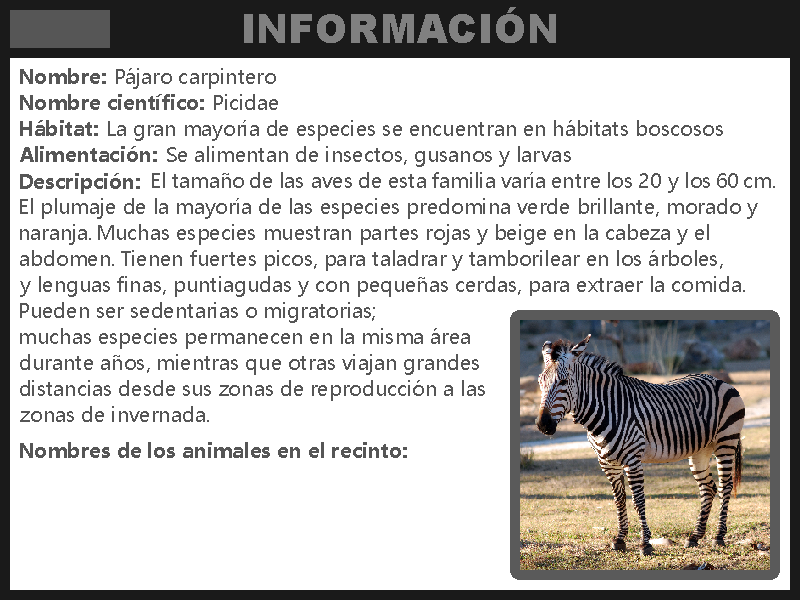 INFORMACIÓN
Nombre: Pájaro carpintero
Nombre científico: Picidae
Hábitat: La gran mayoría de especies se encuentran en hábitats boscosos
Alimentación: Se alimentan de insectos, gusanos y larvas
Descripción: El tamaño de las aves de esta familia varía entre los 20 y los 60 cm.
El plumaje de la mayoría de las especies predomina verde brillante, morado y
naranja. Muchas especies muestran partes rojas y beige en la cabeza y el
abdomen. Tienen fuertes picos, para taladrar y tamborilear en los árboles,
y lenguas finas, puntiagudas y con pequeñas cerdas, para extraer la comida.
Pueden ser sedentarias o migratorias;
muchas especies permanecen en la misma área
durante años, mientras que otras viajan grandes
distancias desde sus zonas de reproducción a las
zonas de invernada.
Nombres de los animales en el recinto: